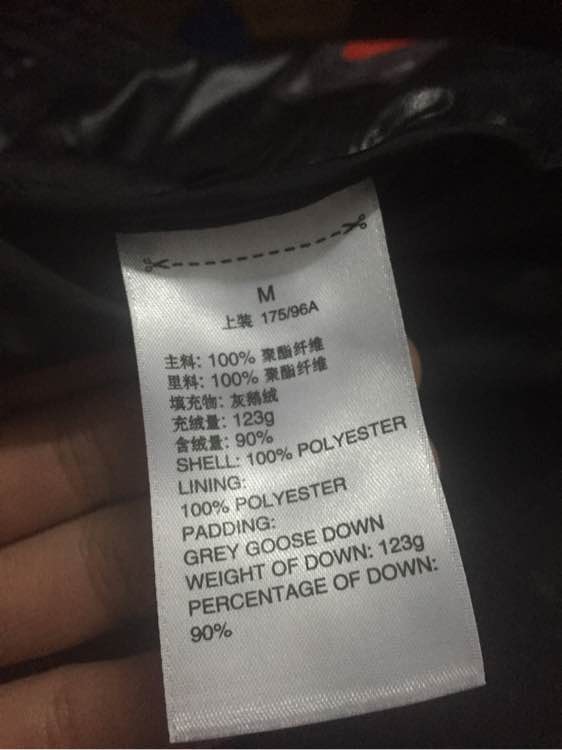 M
上装 175/96A
主料: 100% 聚酯纤维
里料: 100% 聚酯纤维
填充物: 灰鹅绒
充绒量: 123g
含绒量: 90%
SHELL: 100% POLYESTER
LINING:
100% POLYESTER
PADDING:
GREY GOOSE DOWN
WEIGHT OF DOWN: 123g
PERCENTAGE OF DOWN:
90%